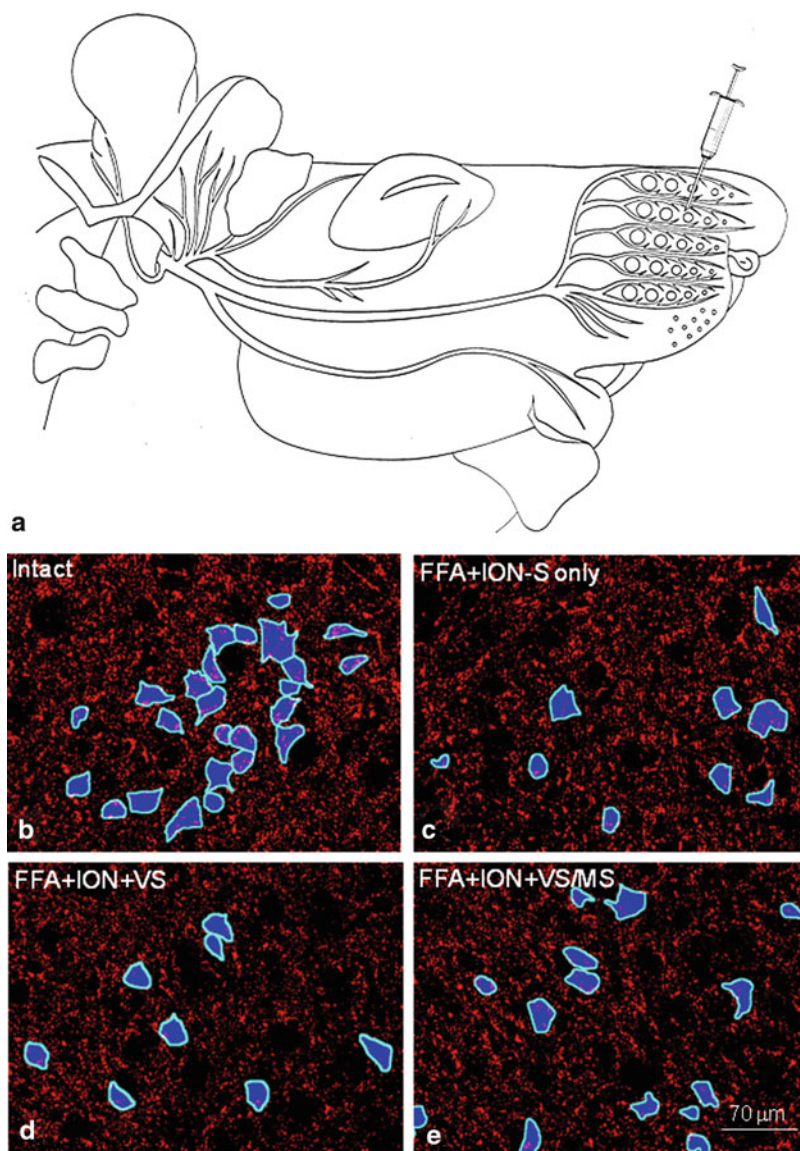 a
Intact
b
FFA+ION-S only
c
FFA+ION+VS
d
FFA+ION+VS/MS
e
70 µm